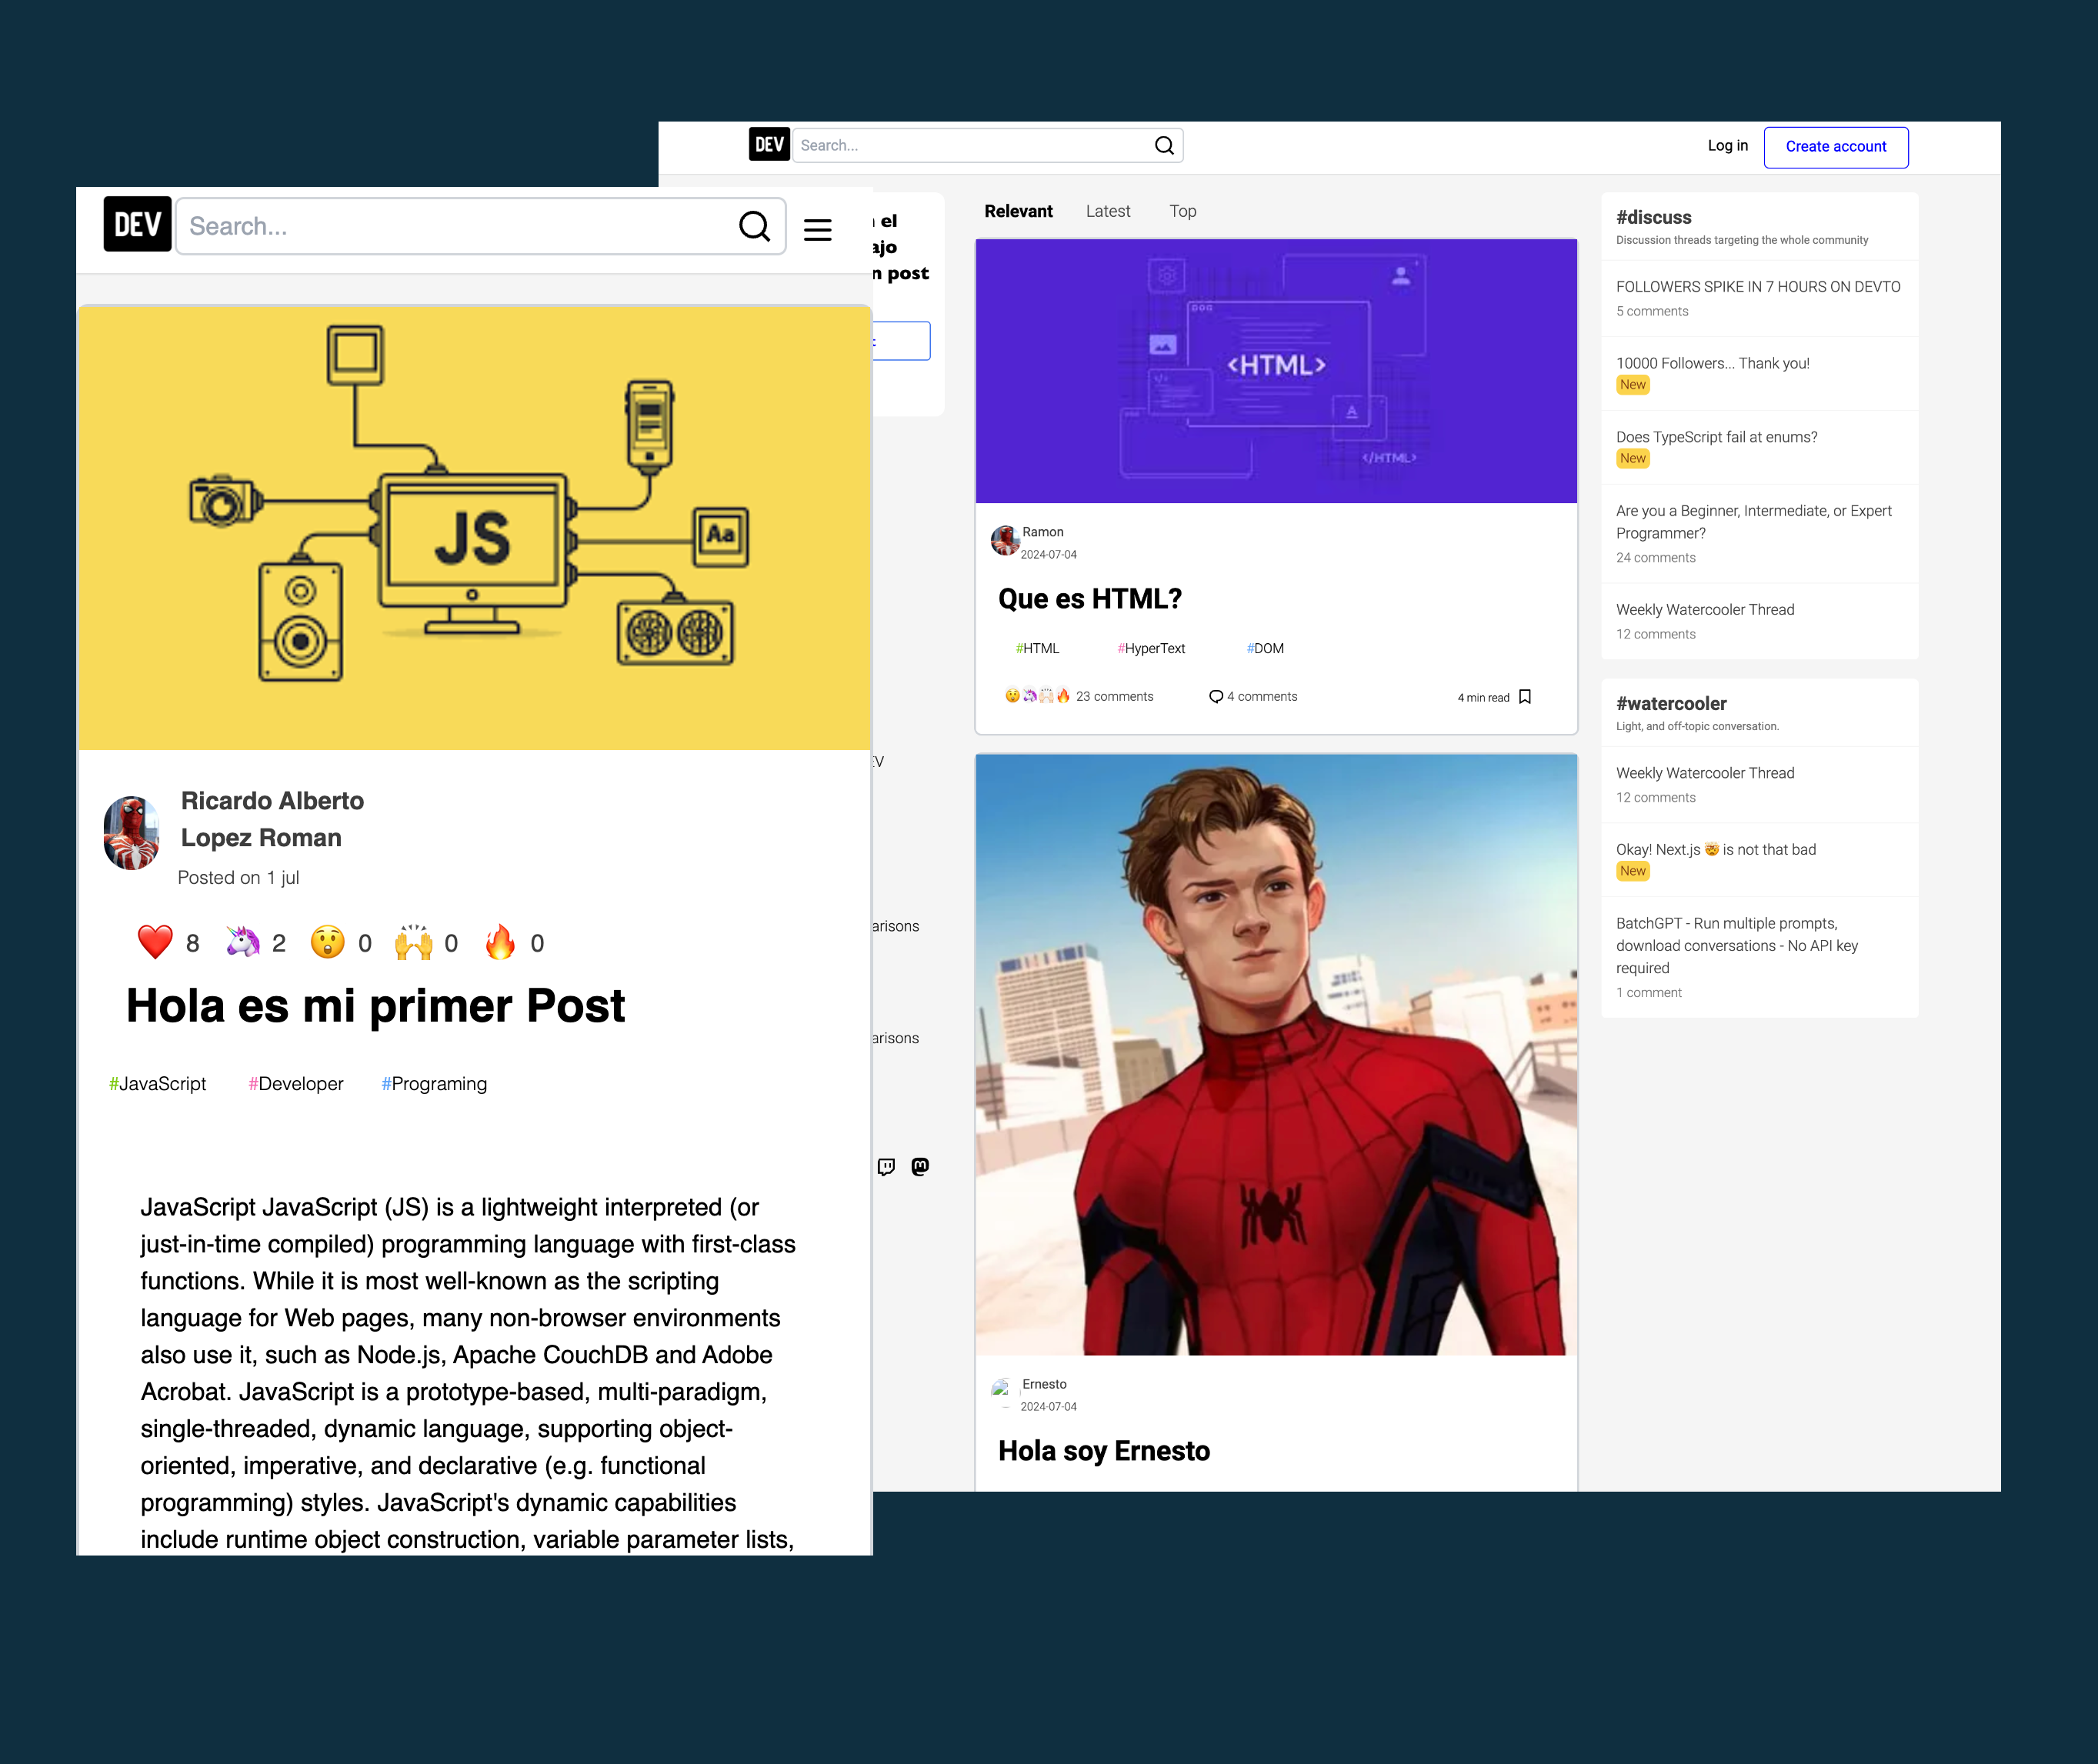 DEV
Search...
JS
Aa
Ricardo Alberto
Lopez Roman
Posted on 1 jul
8 2 0 0 0
Hola es mi primer Post
#JavaScript #Developer #Programing
JavaScript JavaScript (JS) is a lightweight interpreted (or
just-in-time compiled) programming language with first-class
functions. While it is most well-known as the scripting
language for Web pages, many non-browser environments
also use it, such as Node.js, Apache CouchDB and Adobe
Acrobat. JavaScript is a prototype-based, multi-paradigm,
single-threaded, dynamic language, supporting object-
oriented, imperative, and declarative (e.g. functional
programming) styles. JavaScript's dynamic capabilities
include runtime object construction, variable parameter lists,
DEV
Search...
Log in
Create account
el
post
Relevant Latest Top
<HTML>
A
</HTML>
Ramon
2024-07-04
Que es HTML?
#HTML #HyperText #DOM
23 comments 4 comments 4 min read
Ernesto
2024-07-04
Hola soy Ernesto
#discuss
Discussion threads targeting the whole community
FOLLOWERS SPIKE IN 7 HOURS ON DEVTO
5 comments
10000 Followers... Thank you!
New
Does TypeScript fail at enums?
New
Are you a Beginner, Intermediate, or Expert
Programmer?
24 comments
Weekly Watercooler Thread
12 comments
#watercooler
Light, and off-topic conversation.
Weekly Watercooler Thread
12 comments
Okay! Next.js 🤯 is not that bad
New
BatchGPT - Run multiple prompts,
download conversations - No API key
required
1 comment